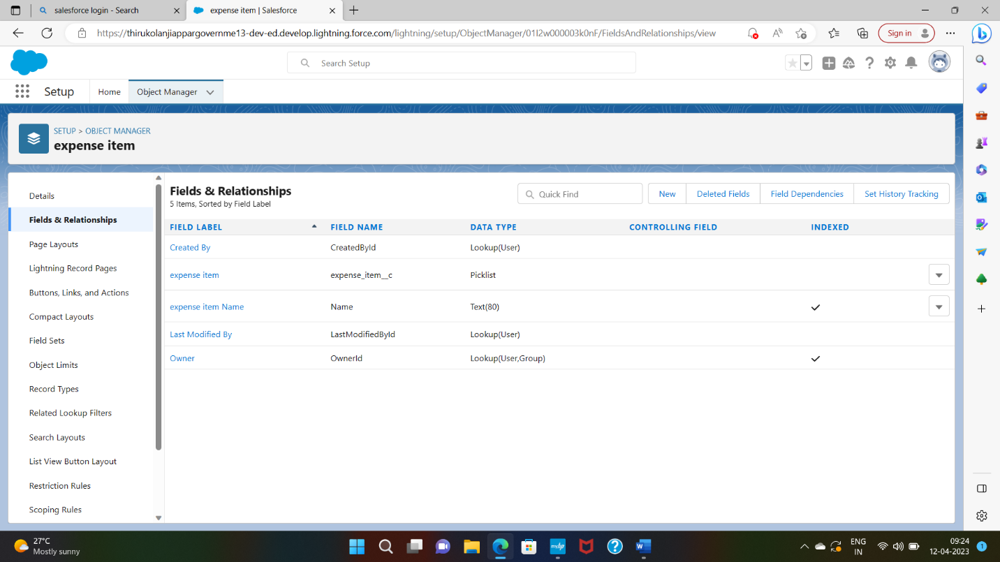 salesforce login - Search
expense item | Salesforce
https://thirukolanjiappargovernme13-dev-ed.develop.lightning.force.com/lightning/setup/ObjectManager/01I2w000003k0nF/FieldsAndRelationships/view
Sign in
Search Setup
Setup
Home
Object Manager
SETUP > OBJECT MANAGER
expense item
Details
Fields & Relationships
Page Layouts
Lightning Record Pages
Buttons, Links, and Actions
Compact Layouts
Field Sets
Object Limits
Record Types
Related Lookup Filters
Search Layouts
List View Button Layout
Restriction Rules
Scoping Rules
Fields & Relationships
5 Items, Sorted by Field Label
Quick Find
New
Deleted Fields
Field Dependencies
Set History Tracking
FIELD LABEL FIELD NAME DATA TYPE CONTROLLING FIELD INDEXED
Created By CreatedById Lookup(User)
expense item expense_item__c Picklist
expense item Name Name Text(80)
Last Modified By LastModifiedById Lookup(User)
Owner OwnerId Lookup(User,Group)
27°C
Mostly sunny
myhp
W
ENG
IN
09:24
12-04-2023
1